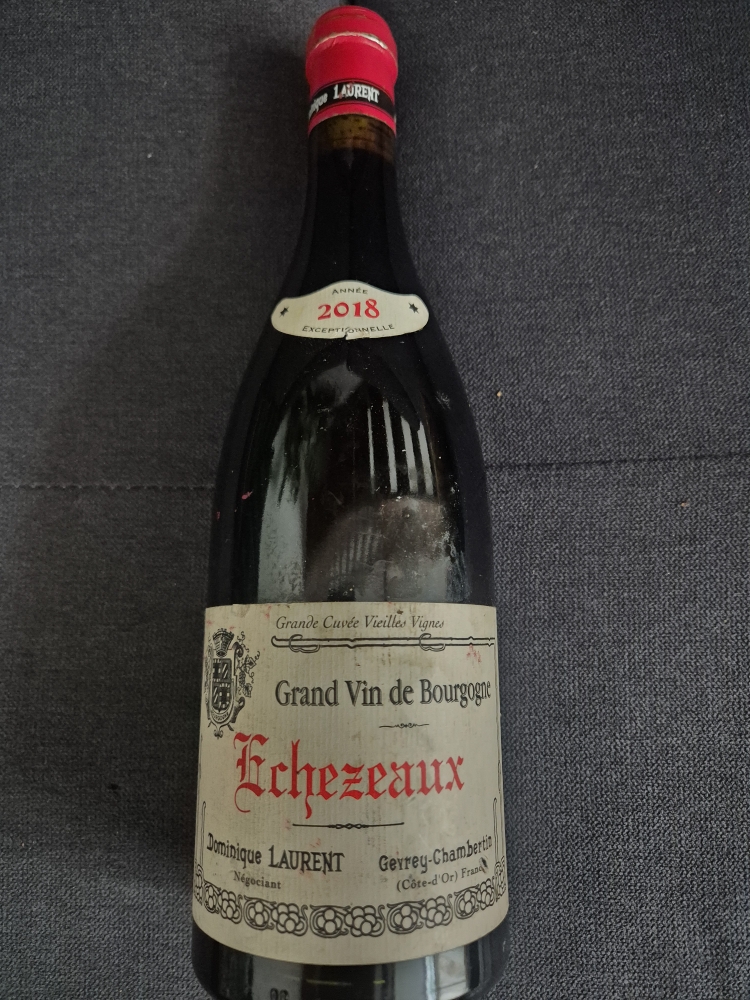 LAURENT
ANNÉE
2018
EXCEPTIONNELLE
Grande Cuvée Vieilles Vignes
Grand Vin de Bourgogne
Echezeaux
Dominique LAURENT
Négociant
Gevrey-Chambertin
(Côte-d'Or) France